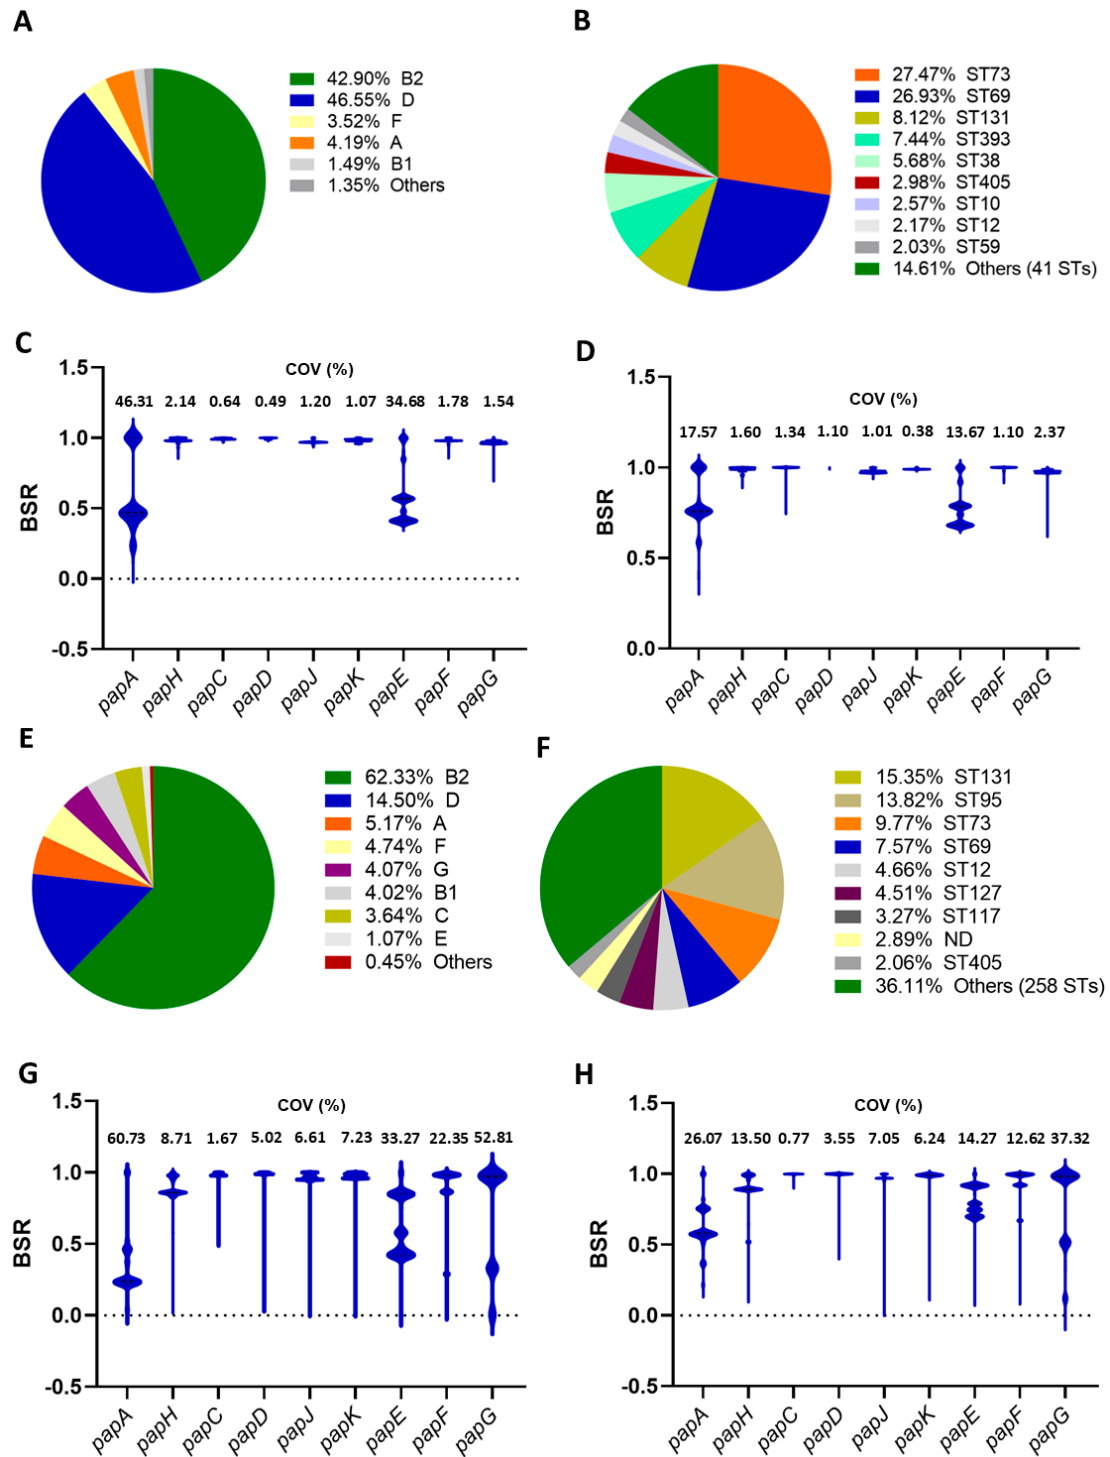 A
42.90% B2
46.55% D
3.52% F
4.19% A
1.49% B1
1.35% Others
B
27.47% ST73
26.93% ST69
8.12% ST131
7.44% ST393
5.68% ST38
2.98% ST405
2.57% ST10
2.17% ST12
2.03% ST59
14.61% Others (41 STs)
C
COV (%)
46.31 2.14 0.64 0.49 1.20 1.07 34.68 1.78 1.54
BSR
1.5
1.0
0.5
0.0
-0.5
papA papH papC papD papJ papK papE papF papG
D
COV (%)
17.57 1.60 1.34 1.10 1.01 0.38 13.67 1.10 2.37
BSR
1.5
1.0
0.5
0.0
papA papH papC papD papJ papK papE papF papG
E
62.33% B2
14.50% D
5.17% A
4.74% F
4.07% G
4.02% B1
3.64% C
1.07% E
0.45% Others
F
15.35% ST131
13.82% ST95
9.77% ST73
7.57% ST69
4.66% ST12
4.51% ST127
3.27% ST117
2.89% ND
2.06% ST405
36.11% Others (258 STs)
G
COV (%)
60.73 8.71 1.67 5.02 6.61 7.23 33.27 22.35 52.81
BSR
1.5
1.0
0.5
0.0
-0.5
papA papH papC papD papJ papK papE papF papG
H
COV (%)
26.07 13.50 0.77 3.55 7.05 6.24 14.27 12.62 37.32
BSR
1.5
1.0
0.5
0.0
-0.5
papA papH papC papD papJ papK papE papF papG